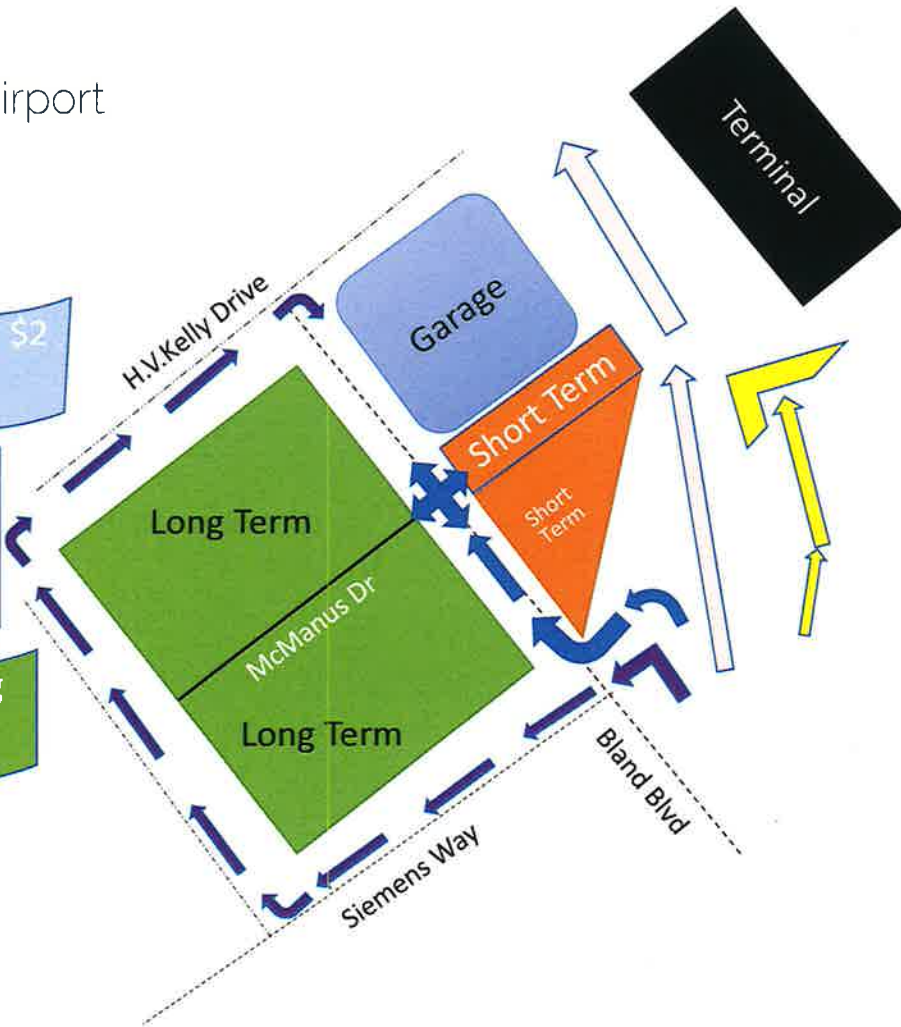 irport
Terminal
H.V.Kelly Drive
$2
Garage
Short Term
Short
Term
Long Term
McManus Dr
Long Term
Bland Blvd
Siemens Way